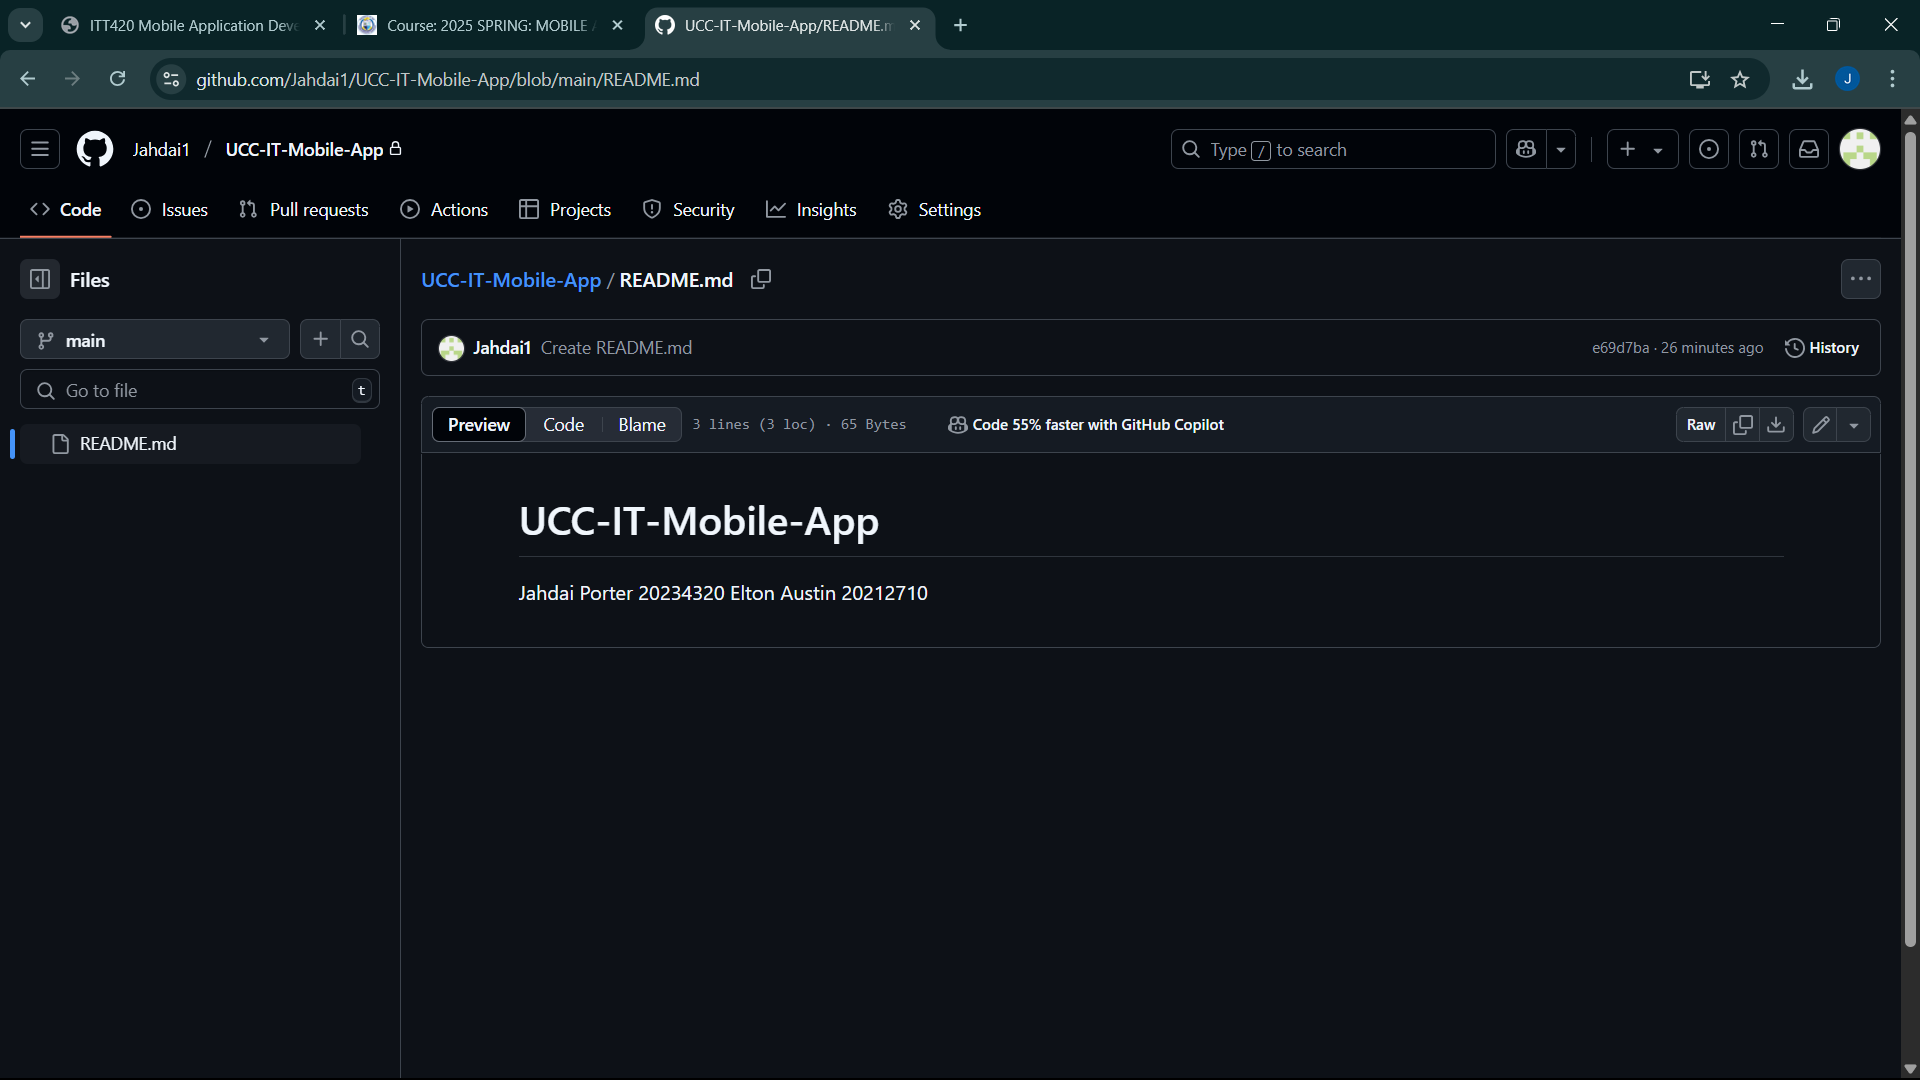 ITT420 Mobile Application Deve
Course: 2025 SPRING: MOBILE A
UCC-IT-Mobile-App/README.m
github.com/Jahdai1/UCC-IT-Mobile-App/blob/main/README.md
J
Jahdai1 / UCC-IT-Mobile-App
Type / to search
Code
Issues
Pull requests
Actions
Projects
Security
Insights
Settings
Files
main
Go to file
t
README.md
UCC-IT-Mobile-App / README.md
Jahdai1 Create README.md
e69d7ba · 26 minutes ago
History
Preview
Code
Blame
3 lines (3 loc) · 65 Bytes
Code 55% faster with GitHub Copilot
Raw
UCC-IT-Mobile-App
Jahdai Porter 20234320 Elton Austin 20212710